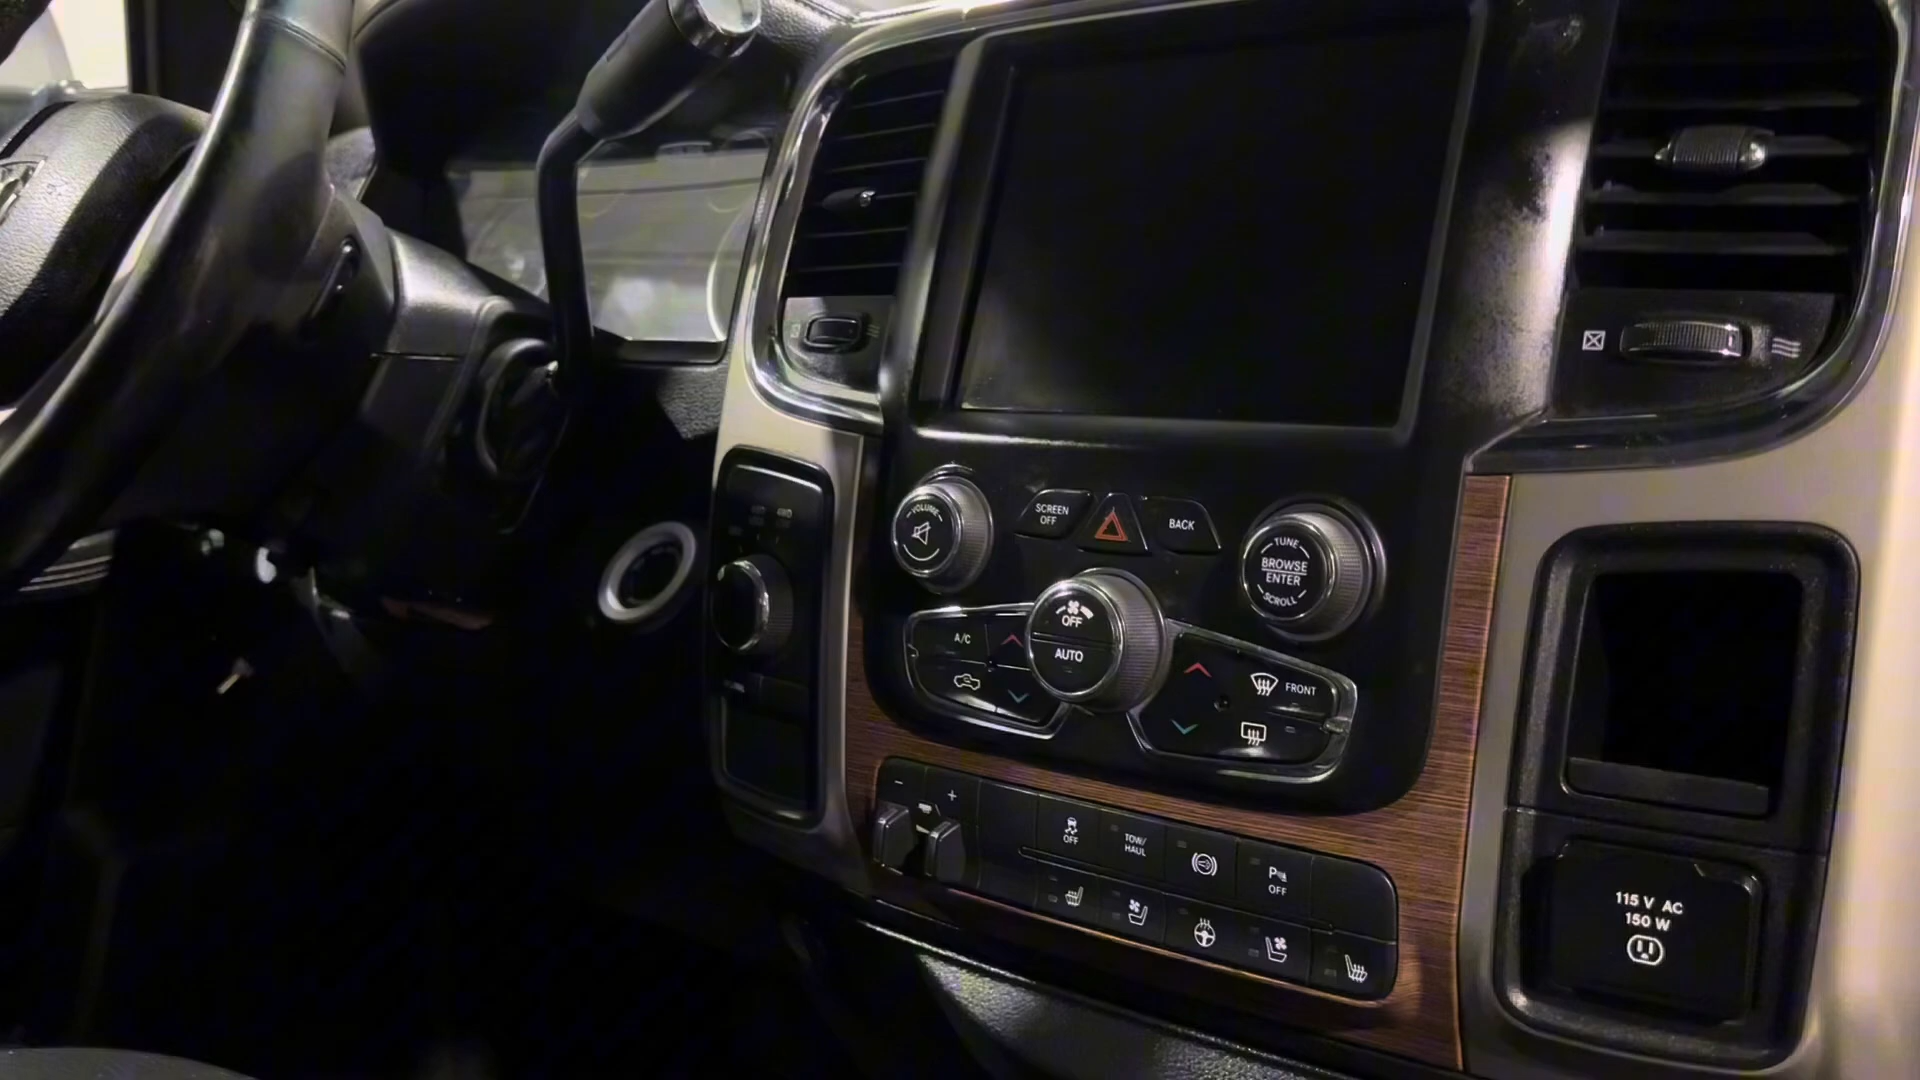 VOLUME
SCREEN
OFF
BACK
TUNE
BROWSE
ENTER
SCROLL
OFF
AUTO
A/C
FRONT
- +
OFF
TOW/
HAUL
P
OFF
115 V AC
150 W